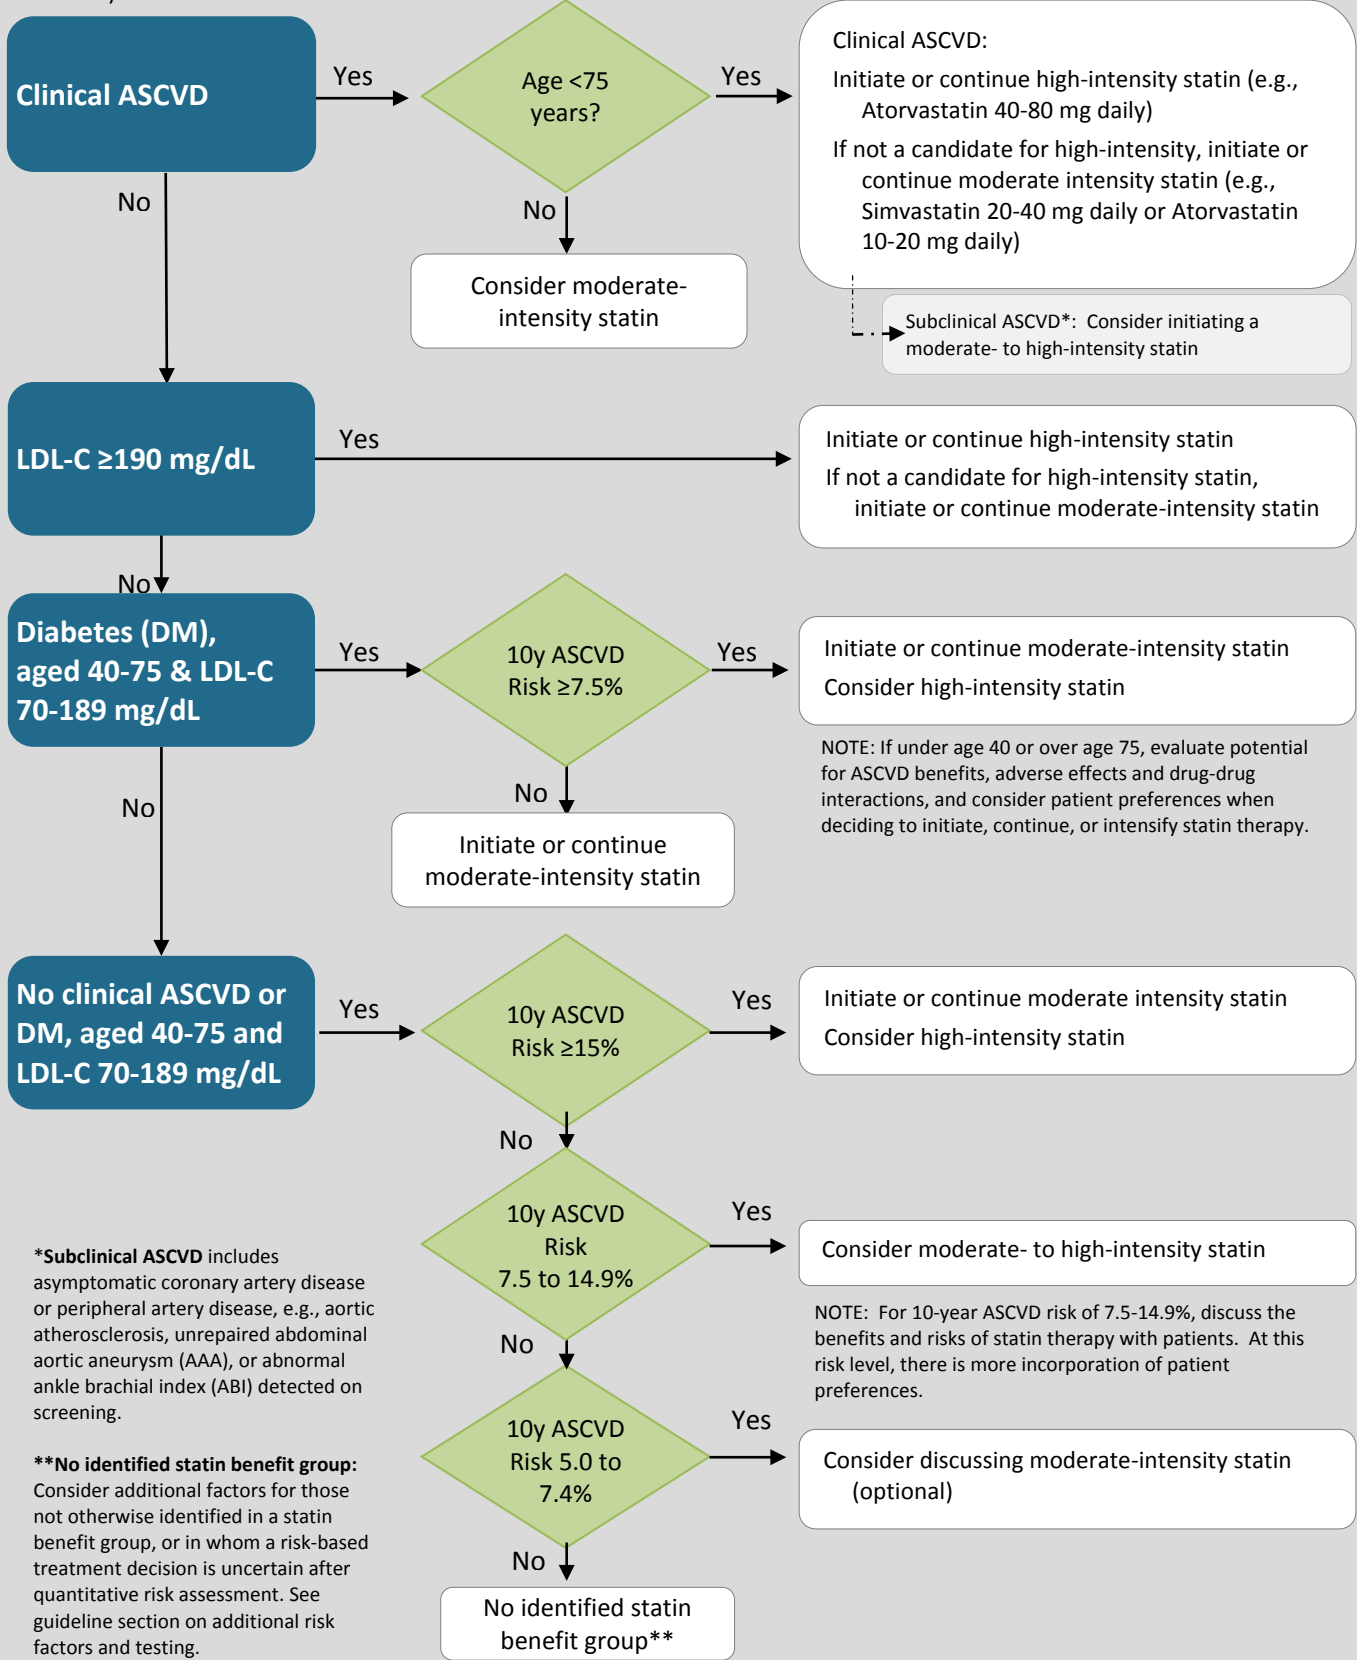 Clinical ASCVD
Yes
Age <75
years?
Yes
Clinical ASCVD:
Initiate or continue high-intensity statin (e.g.,
Atorvastatin 40-80 mg daily)
If not a candidate for high-intensity, initiate or
continue moderate intensity statin (e.g.,
Simvastatin 20-40 mg daily or Atorvastatin
10-20 mg daily)
No
No
Consider moderate-
intensity statin
Subclinical ASCVD*:  Consider initiating a
moderate- to high-intensity statin
LDL-C ≥190 mg/dL
Yes
Initiate or continue high-intensity statin
If not a candidate for high-intensity statin,
initiate or continue moderate-intensity statin
No
Diabetes (DM),
aged 40-75 & LDL-C
70-189 mg/dL
Yes
10y ASCVD
Risk ≥7.5%
Yes
Initiate or continue moderate-intensity statin
Consider high-intensity statin
NOTE: If under age 40 or over age 75, evaluate potential
for ASCVD benefits, adverse effects and drug-drug
interactions, and consider patient preferences when
deciding to initiate, continue, or intensify statin therapy.
No
No
Initiate or continue
moderate-intensity statin
No clinical ASCVD or
DM, aged 40-75 and
LDL-C 70-189 mg/dL
Yes
10y ASCVD
Risk ≥15%
Yes
Initiate or continue moderate intensity statin
Consider high-intensity statin
No
10y ASCVD
Risk
7.5 to 14.9%
Yes
Consider moderate- to high-intensity statin
NOTE:  For 10-year ASCVD risk of 7.5-14.9%, discuss the
benefits and risks of statin therapy with patients.  At this
risk level, there is more incorporation of patient
preferences.
No
10y ASCVD
Risk 5.0 to
7.4%
Yes
Consider discussing moderate-intensity statin
(optional)
No
No identified statin
benefit group**
*Subclinical ASCVD includes
asymptomatic coronary artery disease
or peripheral artery disease, e.g., aortic
atherosclerosis, unrepaired abdominal
aortic aneurysm (AAA), or abnormal
ankle brachial index (ABI) detected on
screening.
**No identified statin benefit group:
Consider additional factors for those
not otherwise identified in a statin
benefit group, or in whom a risk-based
treatment decision is uncertain after
quantitative risk assessment. See
guideline section on additional risk
factors and testing.